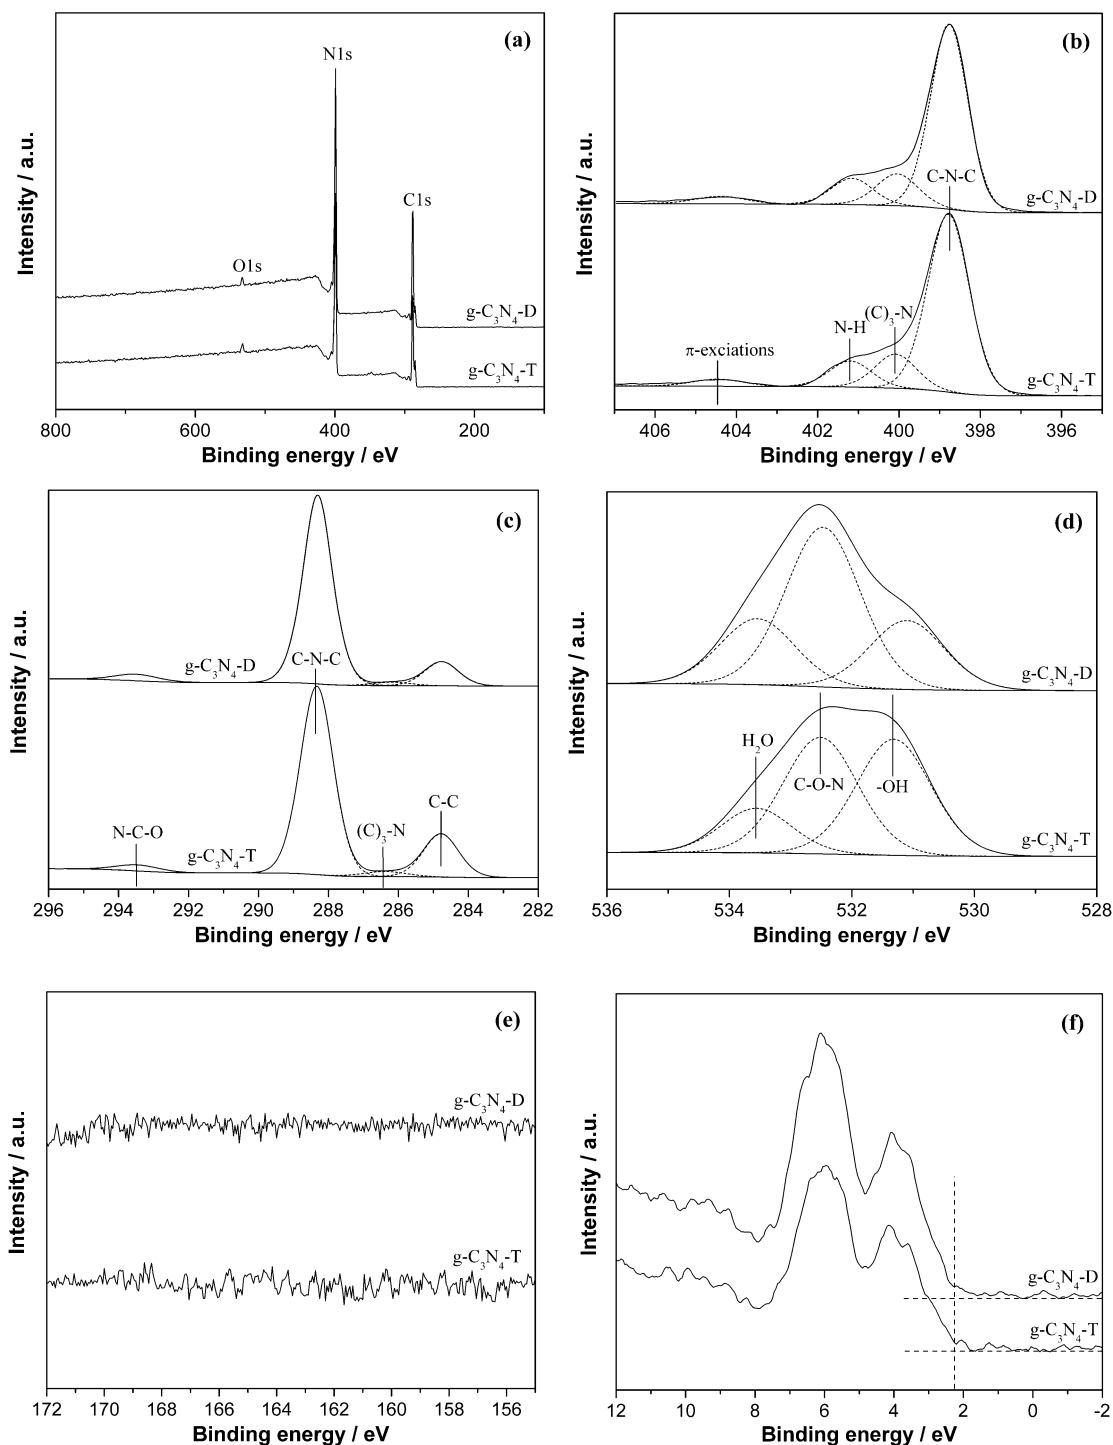 (a)
N1s
C1s
O1s
g-C₃N₄-D
g-C₃N₄-T
Intensity / a.u.
800 600 400 200
Binding energy / eV
(b)
C-N-C
g-C₃N₄-D
(C)₃-N
N-H
π-exciations
g-C₃N₄-T
Intensity / a.u.
406 404 402 400 398 396
Binding energy / eV
(c)
g-C₃N₄-D
C-N-C
C-C
N-C-O
(C)₃-N
g-C₃N₄-T
Intensity / a.u.
296 294 292 290 288 286 284 282
Binding energy / eV
(d)
g-C₃N₄-D
H₂O
C-O-N
-OH
g-C₃N₄-T
Intensity / a.u.
536 534 532 530 528
Binding energy / eV
(e)
g-C₃N₄-D
g-C₃N₄-T
Intensity / a.u.
172 170 168 166 164 162 160 158 156
Binding energy / eV
(f)
g-C₃N₄-D
g-C₃N₄-T
Intensity / a.u.
12 10 8 6 4 2 0 -2
Binding energy / eV